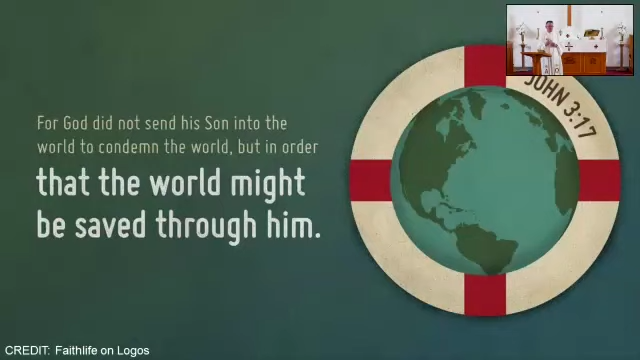 For God did not send his Son into the
world to condemn the world, but in order
that the world might
be saved through him.
JOHN 3:17
CREDIT: Faithlife on Logos